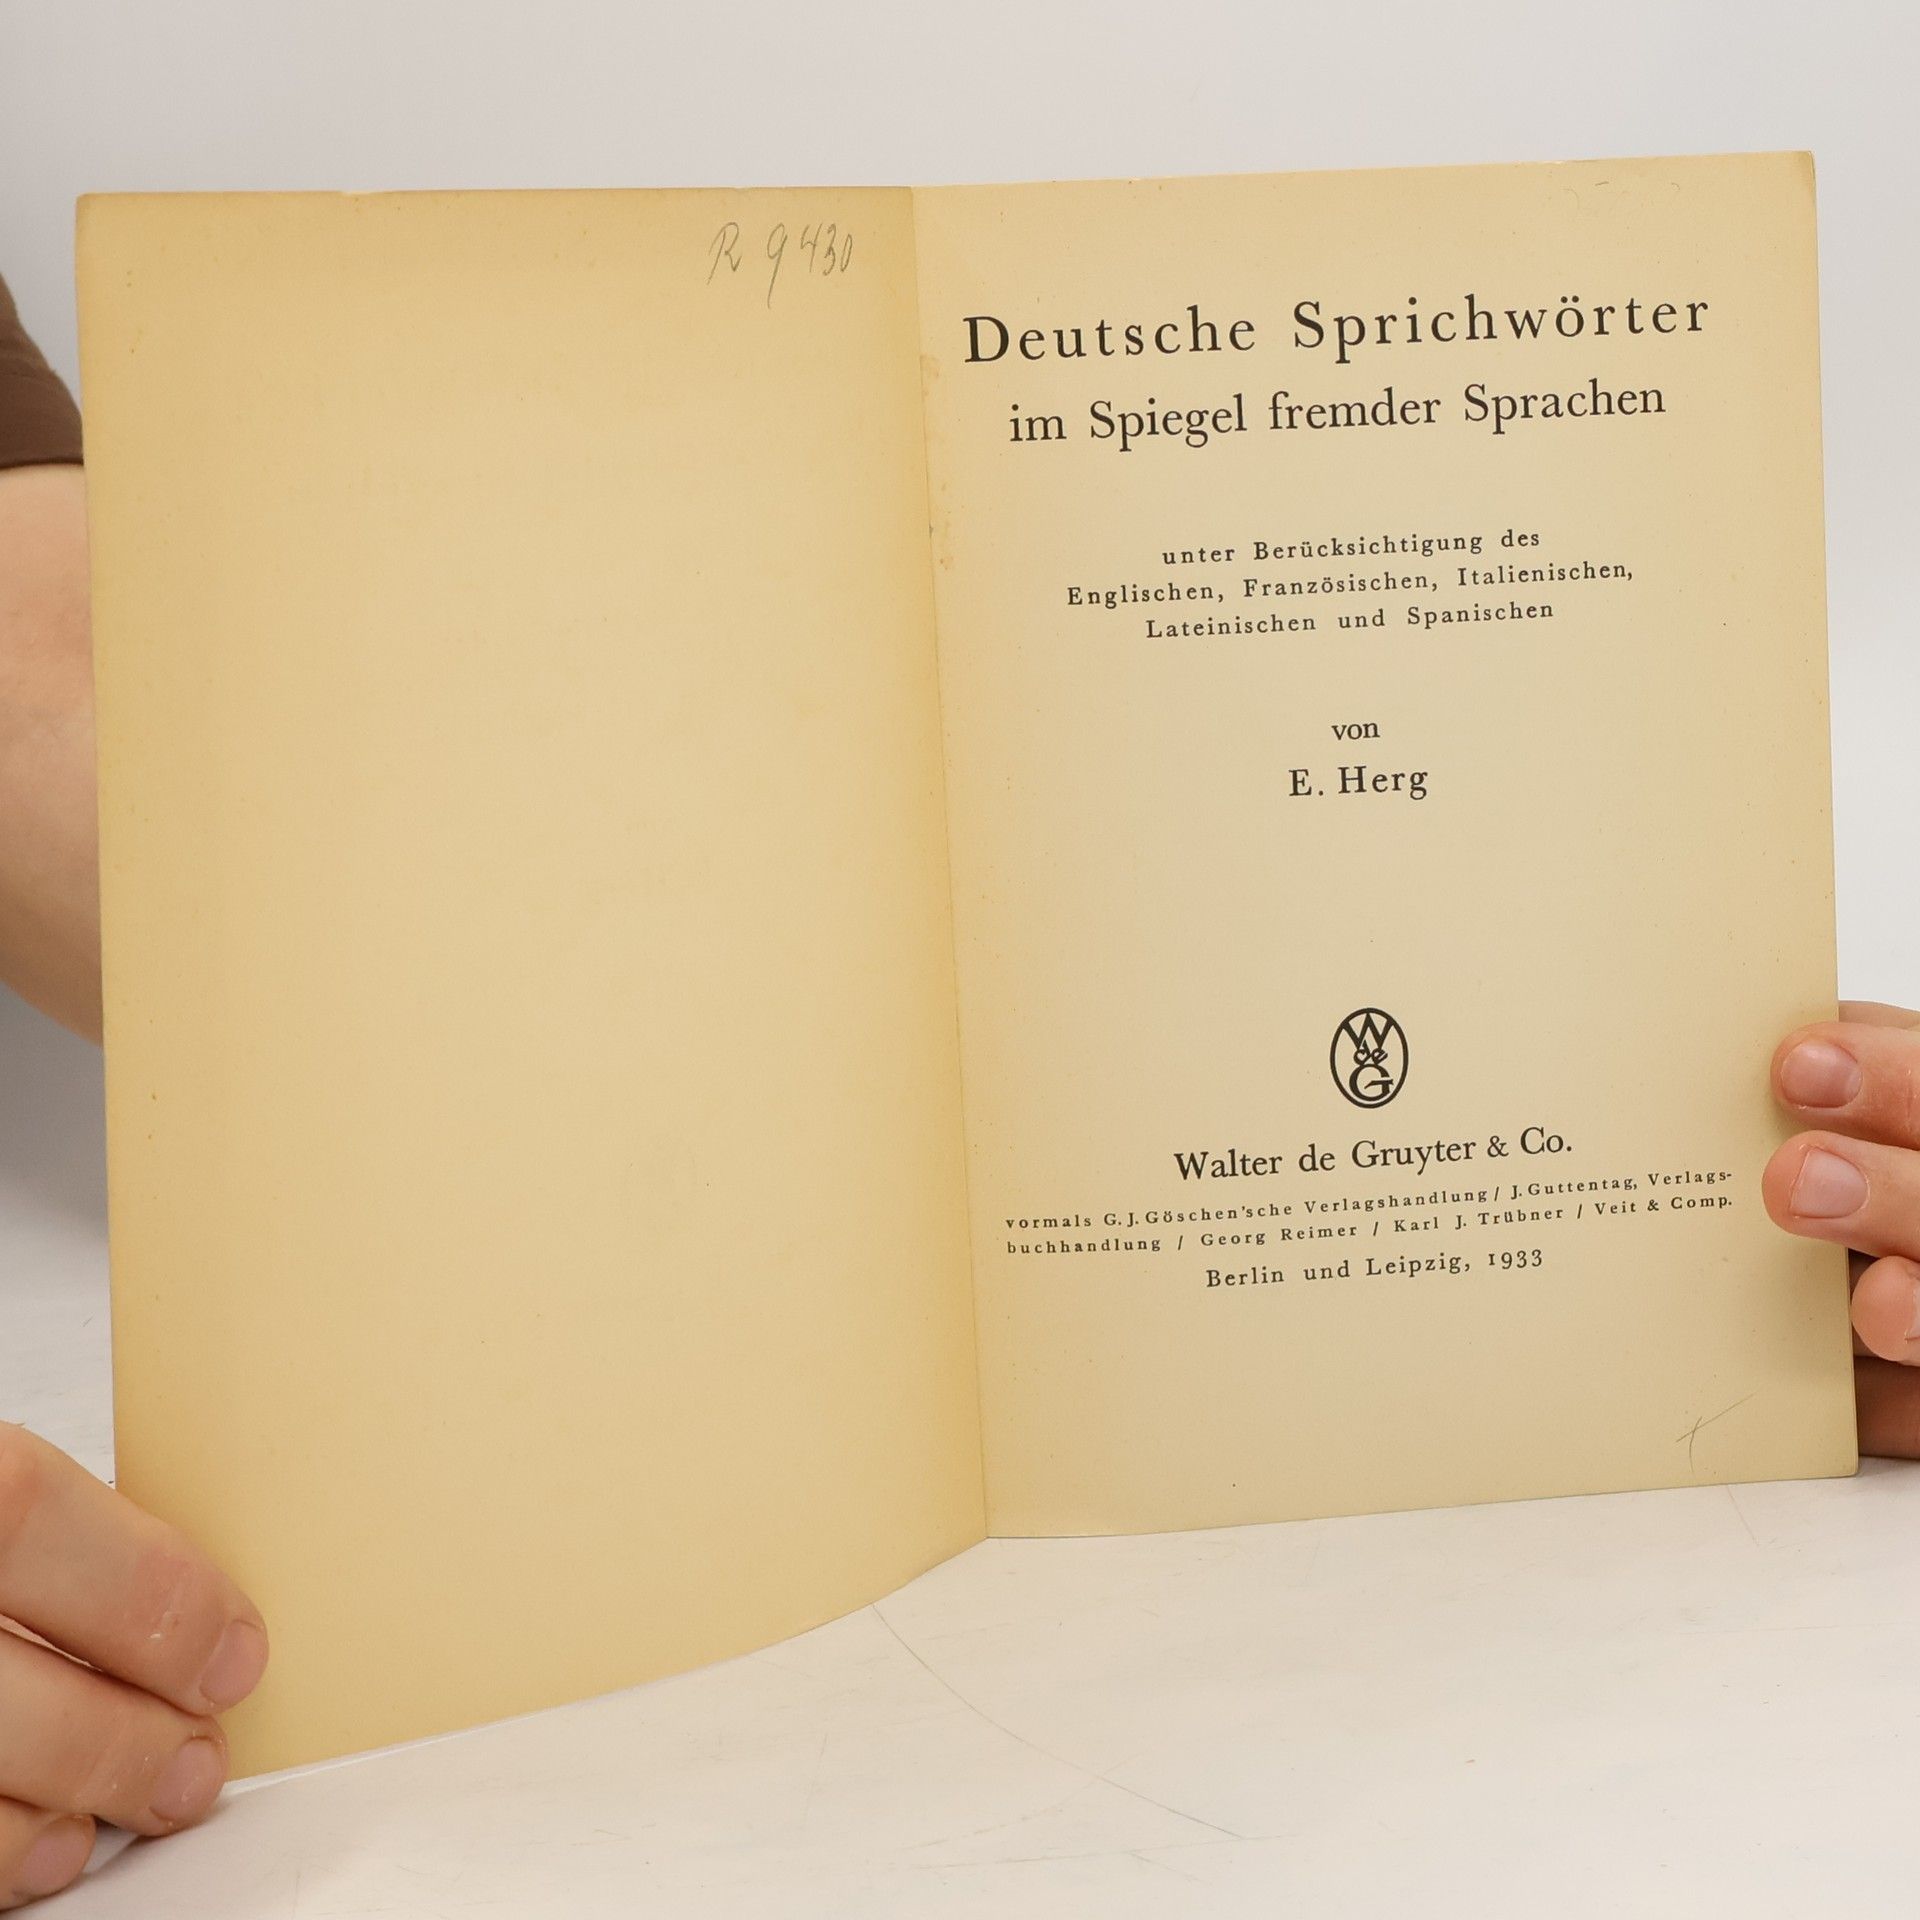 R 9430
Deutsche Sprichwörter
im Spiegel fremder Sprachen
unter Berücksichtigung des
Englischen, Französischen, Italienischen,
Lateinischen und Spanischen
von
E. Herg
W
de
G
Walter de Gruyter & Co.
vormals G. J. Göschen'sche Verlagshandlung / J. Guttentag, Verlags-
buchhandlung / Georg Reimer / Karl J. Trübner / Veit & Comp.
Berlin und Leipzig, 1933